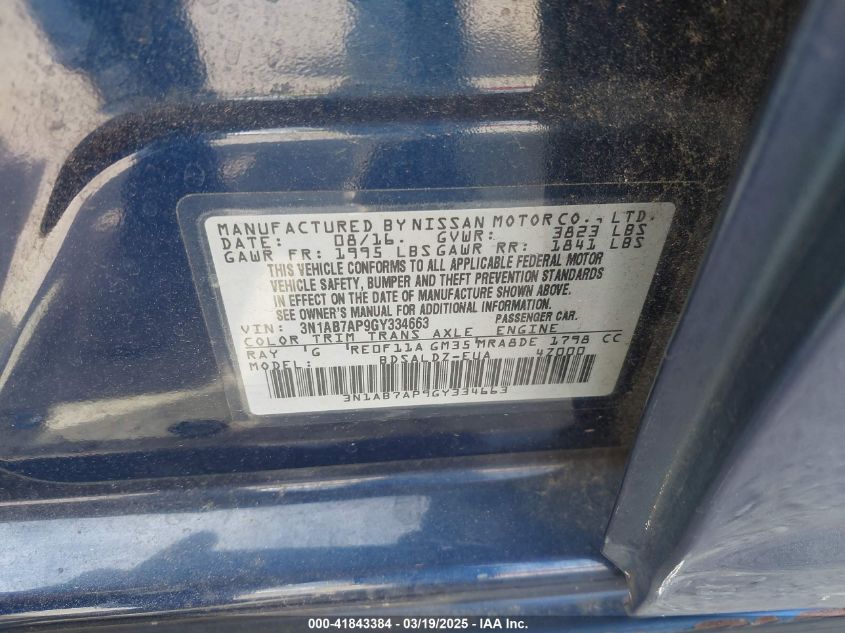 MANUFACTURED BY NISSAN MOTOR CO., LTD.
DATE: 08/16. GVWR: 3823 LBS
GAWR FR: 1995 LBS GAWR RR: 1841 LBS
THIS VEHICLE CONFORMS TO ALL APPLICABLE FEDERAL MOTOR
VEHICLE SAFETY, BUMPER AND THEFT PREVENTION STANDARDS
IN EFFECT ON THE DATE OF MANUFACTURE SHOWN ABOVE.
SEE OWNER'S MANUAL FOR ADDITIONAL INFORMATION.
VIN: 3N1AB7AP9GY334663 PASSENGER CAR.
COLOR TRIM TRANS AXLE ENGINE
RAY G RE0F11A GM35 MRA8DE 1798 CC
MODEL: BDSALDZ-EUA 4Z000
3N1AB7AP9GY334663
000-41843384 - 03/19/2025 - IAA Inc.